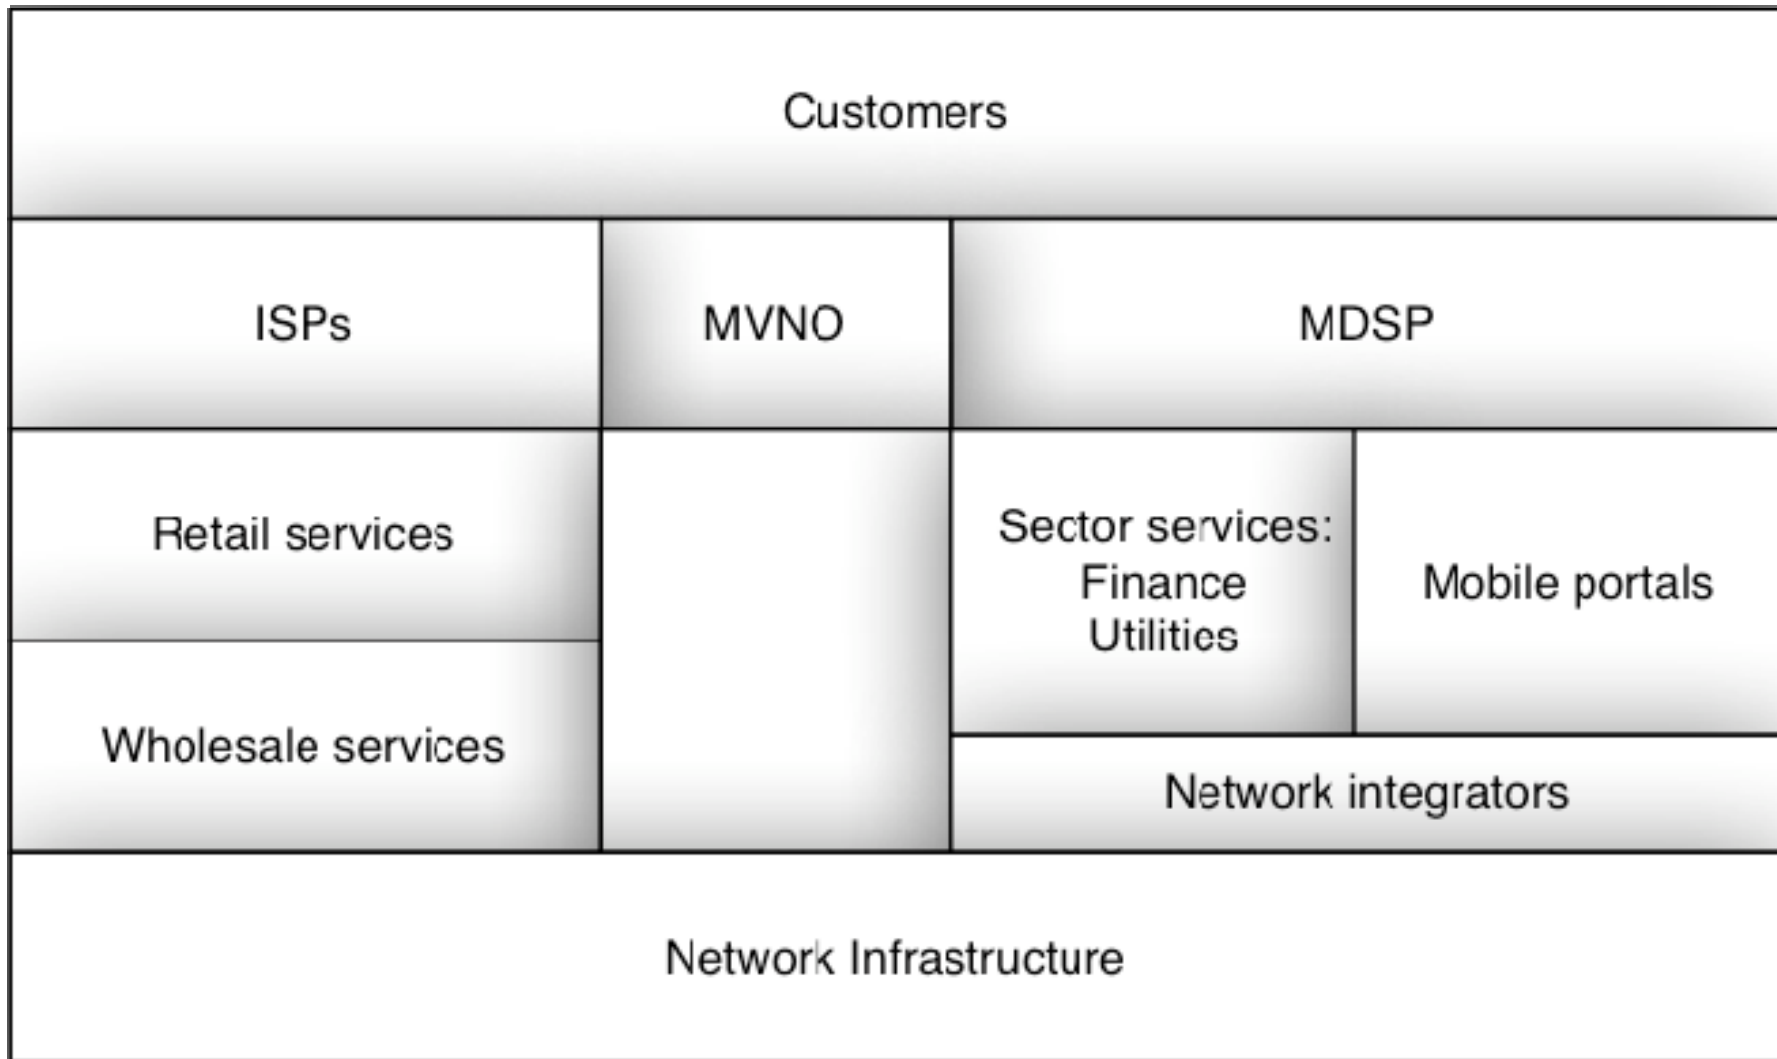 Customers
ISPs
MVNO
MDSP
Retail services
Wholesale services
Sector services:
Finance
Utilities
Mobile portals
Network integrators
Network Infrastructure